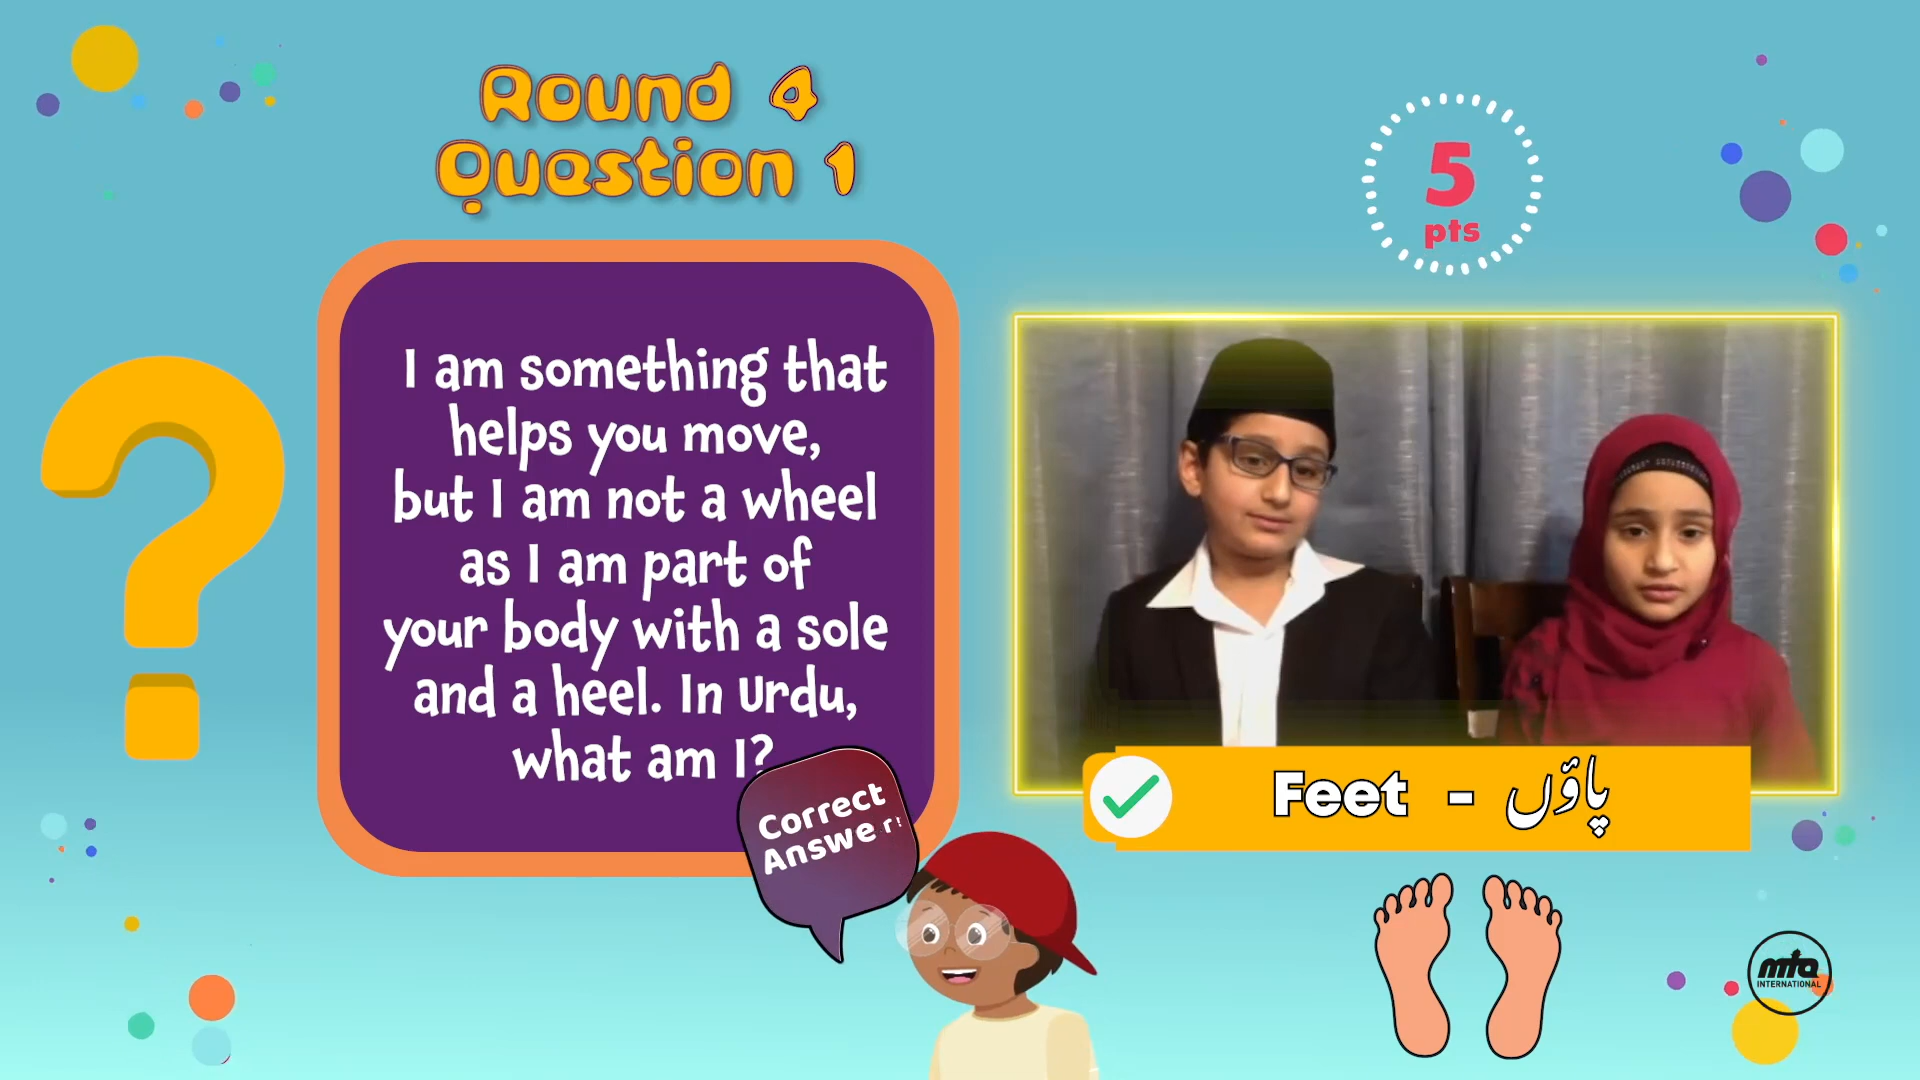 Round 4
Question 1
5
pts
I am something that
helps you move,
but I am not a wheel
as I am part of
your body with a sole
and a heel. In Urdu,
what am I?
Correct
Answer!
Feet - پاؤں
mta
INTERNATIONAL